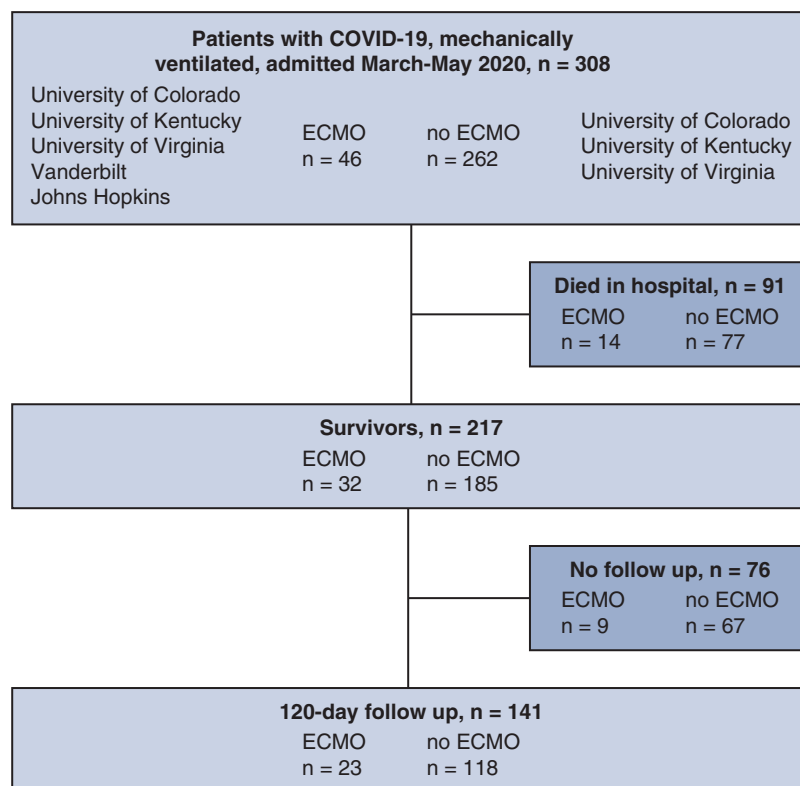 Patients with COVID-19, mechanically
ventilated, admitted March-May 2020, n = 308
University of Colorado
University of Kentucky
University of Virginia
Vanderbilt
Johns Hopkins
ECMO no ECMO
n = 46 n = 262
University of Colorado
University of Kentucky
University of Virginia
Died in hospital, n = 91
ECMO no ECMO
n = 14 n = 77
Survivors, n = 217
ECMO no ECMO
n = 32 n = 185
No follow up, n = 76
ECMO no ECMO
n = 9 n = 67
120-day follow up, n = 141
ECMO no ECMO
n = 23 n = 118